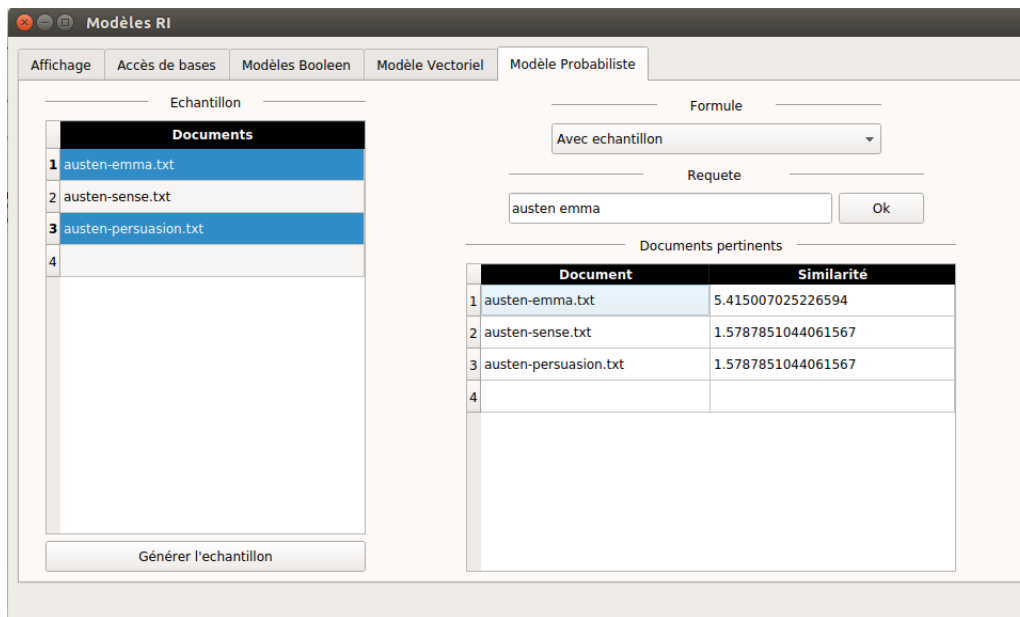 Modèles RI
Affichage
Accès de bases
Modèles Booleen
Modèle Vectoriel
Modèle Probabiliste
Echantillon
Documents
1 austen-emma.txt
2 austen-sense.txt
3 austen-persuasion.txt
4
Générer l'echantillon
Formule
Avec echantillon
Requete
austen emma
Ok
Documents pertinents
Document Similarité
1 austen-emma.txt 5.415007025226594
2 austen-sense.txt 1.5787851044061567
3 austen-persuasion.txt 1.5787851044061567
4